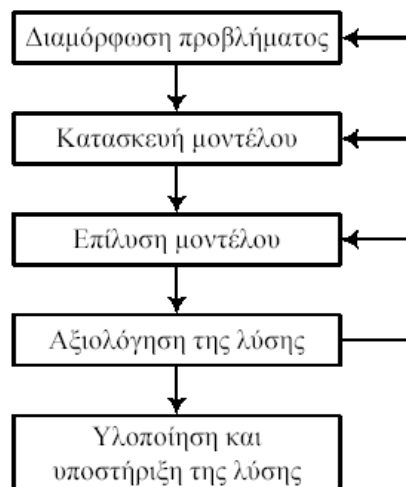 Διαμόρφωση προβλήματος
Κατασκευή μοντέλου
Επίλυση μοντέλου
Αξιολόγηση της λύσης
Υλοποίηση και
υποστήριξη της λύσης